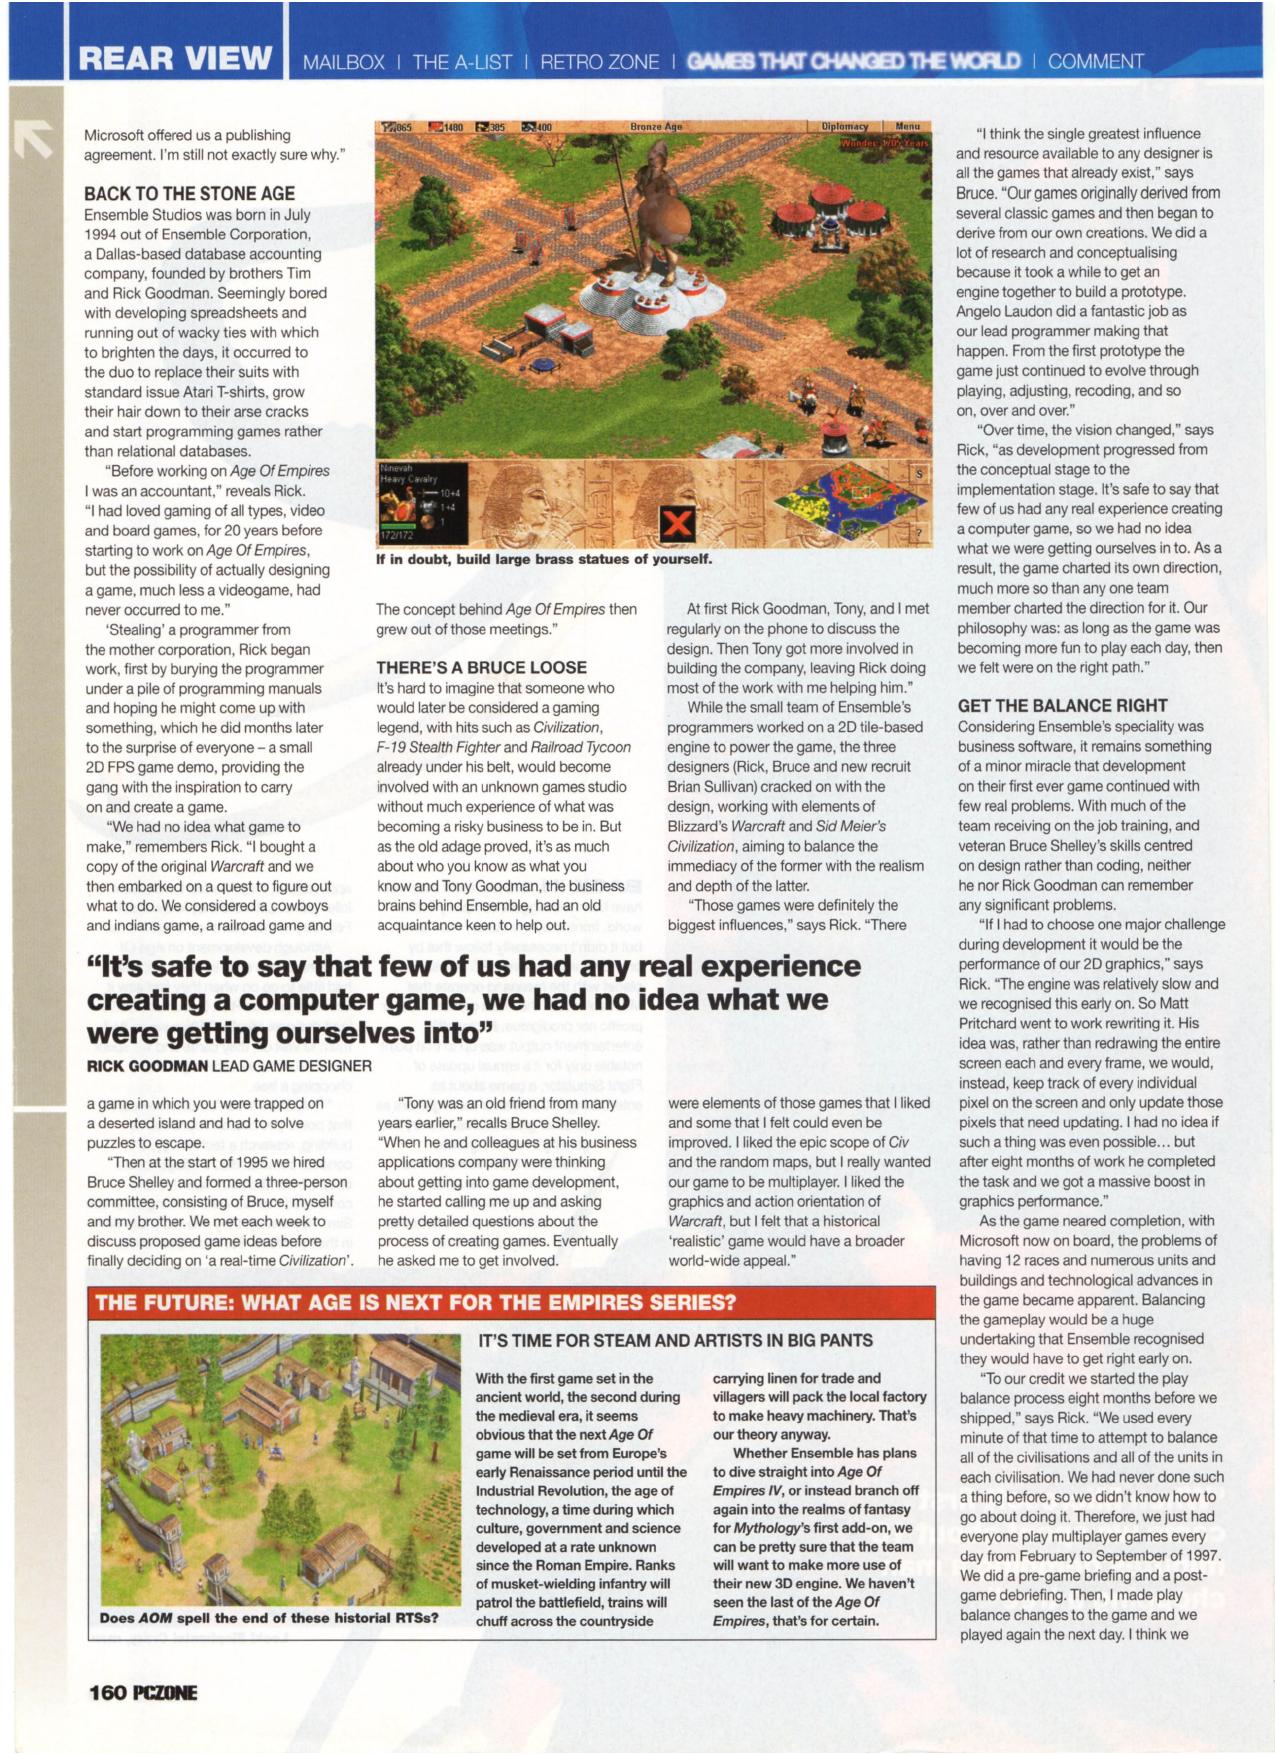 REAR VIEW
MAILBOX | THE A-LIST | RETRO ZONE | GAMES THAT CHANGED THE WORLD | COMMENT
Microsoft offered us a publishing
agreement. I'm still not exactly sure why."
BACK TO THE STONE AGE
Ensemble Studios was born in July
1994 out of Ensemble Corporation,
a Dallas-based database accounting
company, founded by brothers Tim
and Rick Goodman. Seemingly bored
with developing spreadsheets and
running out of wacky ties with which
to brighten the days, it occurred to
the duo to replace their suits with
standard issue Atari T-shirts, grow
their hair down to their arse cracks
and start programming games rather
than relational databases.
"Before working on Age Of Empires
I was an accountant," reveals Rick.
"I had loved gaming of all types, video
and board games, for 20 years before
starting to work on Age Of Empires,
but the possibility of actually designing
a game, much less a videogame, had
never occurred to me."
'Stealing' a programmer from
the mother corporation, Rick began
work, first by burying the programmer
under a pile of programming manuals
and hoping he might come up with
something, which he did months later
to the surprise of everyone – a small
2D FPS game demo, providing the
gang with the inspiration to carry
on and create a game.
"We had no idea what game to
make," remembers Rick. "I bought a
copy of the original Warcraft and we
then embarked on a quest to figure out
what to do. We considered a cowboys
and indians game, a railroad game and
a game in which you were trapped on
a deserted island and had to solve
puzzles to escape.
"Then at the start of 1995 we hired
Bruce Shelley and formed a three-person
committee, consisting of Bruce, myself
and my brother. We met each week to
discuss proposed game ideas before
finally deciding on 'a real-time Civilization'.
065 1480 385 400 Bronze Age Diplomacy Menu
Ninevah
Heavy Cavalry
10+4
1+4
1
172/172
S
?
If in doubt, build large brass statues of yourself.
The concept behind Age Of Empires then
grew out of those meetings."
THERE'S A BRUCE LOOSE
It's hard to imagine that someone who
would later be considered a gaming
legend, with hits such as Civilization,
F-19 Stealth Fighter and Railroad Tycoon
already under his belt, would become
involved with an unknown games studio
without much experience of what was
becoming a risky business to be in. But
as the old adage proved, it's as much
about who you know as what you
know and Tony Goodman, the business
brains behind Ensemble, had an old
acquaintance keen to help out.
"Tony was an old friend from many
years earlier," recalls Bruce Shelley.
"When he and colleagues at his business
applications company were thinking
about getting into game development,
he started calling me up and asking
pretty detailed questions about the
process of creating games. Eventually
he asked me to get involved.
At first Rick Goodman, Tony, and I met
regularly on the phone to discuss the
design. Then Tony got more involved in
building the company, leaving Rick doing
most of the work with me helping him."
While the small team of Ensemble's
programmers worked on a 2D tile-based
engine to power the game, the three
designers (Rick, Bruce and new recruit
Brian Sullivan) cracked on with the
design, working with elements of
Blizzard's Warcraft and Sid Meier's
Civilization, aiming to balance the
immediacy of the former with the realism
and depth of the latter.
"Those games were definitely the
biggest influences," says Rick. "There
were elements of those games that I liked
and some that I felt could even be
improved. I liked the epic scope of Civ
and the random maps, but I really wanted
our game to be multiplayer. I liked the
graphics and action orientation of
Warcraft, but I felt that a historical
'realistic' game would have a broader
world-wide appeal."
"It's safe to say that few of us had any real experience
creating a computer game, we had no idea what we
were getting ourselves into"
RICK GOODMAN LEAD GAME DESIGNER
"I think the single greatest influence
and resource available to any designer is
all the games that already exist," says
Bruce. "Our games originally derived from
several classic games and then began to
derive from our own creations. We did a
lot of research and conceptualising
because it took a while to get an
engine together to build a prototype.
Angelo Laudon did a fantastic job as
our lead programmer making that
happen. From the first prototype the
game just continued to evolve through
playing, adjusting, recoding, and so
on, over and over."
"Over time, the vision changed," says
Rick, "as development progressed from
the conceptual stage to the
implementation stage. It's safe to say that
few of us had any real experience creating
a computer game, so we had no idea
what we were getting ourselves in to. As a
result, the game charted its own direction,
much more so than any one team
member charted the direction for it. Our
philosophy was: as long as the game was
becoming more fun to play each day, then
we felt were on the right path."
GET THE BALANCE RIGHT
Considering Ensemble's speciality was
business software, it remains something
of a minor miracle that development
on their first ever game continued with
few real problems. With much of the
team receiving on the job training, and
veteran Bruce Shelley's skills centred
on design rather than coding, neither
he nor Rick Goodman can remember
any significant problems.
"If I had to choose one major challenge
during development it would be the
performance of our 2D graphics," says
Rick. "The engine was relatively slow and
we recognised this early on. So Matt
Pritchard went to work rewriting it. His
idea was, rather than redrawing the entire
screen each and every frame, we would,
instead, keep track of every individual
pixel on the screen and only update those
pixels that need updating. I had no idea if
such a thing was even possible... but
after eight months of work he completed
the task and we got a massive boost in
graphics performance."
As the game neared completion, with
Microsoft now on board, the problems of
having 12 races and numerous units and
buildings and technological advances in
the game became apparent. Balancing
the gameplay would be a huge
undertaking that Ensemble recognised
they would have to get right early on.
"To our credit we started the play
balance process eight months before we
shipped," says Rick. "We used every
minute of that time to attempt to balance
all of the civilisations and all of the units in
each civilisation. We had never done such
a thing before, so we didn't know how to
go about doing it. Therefore, we just had
everyone play multiplayer games every
day from February to September of 1997.
We did a pre-game briefing and a post-
game debriefing. Then, I made play
balance changes to the game and we
played again the next day. I think we
THE FUTURE: WHAT AGE IS NEXT FOR THE EMPIRES SERIES?
Does AOM spell the end of these historial RTSs?
IT'S TIME FOR STEAM AND ARTISTS IN BIG PANTS
With the first game set in the
ancient world, the second during
the medieval era, it seems
obvious that the next Age Of
game will be set from Europe's
early Renaissance period until the
Industrial Revolution, the age of
technology, a time during which
culture, government and science
developed at a rate unknown
since the Roman Empire. Ranks
of musket-wielding infantry will
patrol the battlefield, trains will
chuff across the countryside
carrying linen for trade and
villagers will pack the local factory
to make heavy machinery. That's
our theory anyway.
Whether Ensemble has plans
to dive straight into Age Of
Empires IV, or instead branch off
again into the realms of fantasy
for Mythology's first add-on, we
can be pretty sure that the team
will want to make more use of
their new 3D engine. We haven't
seen the last of the Age Of
Empires, that's for certain.
160 PCZONE